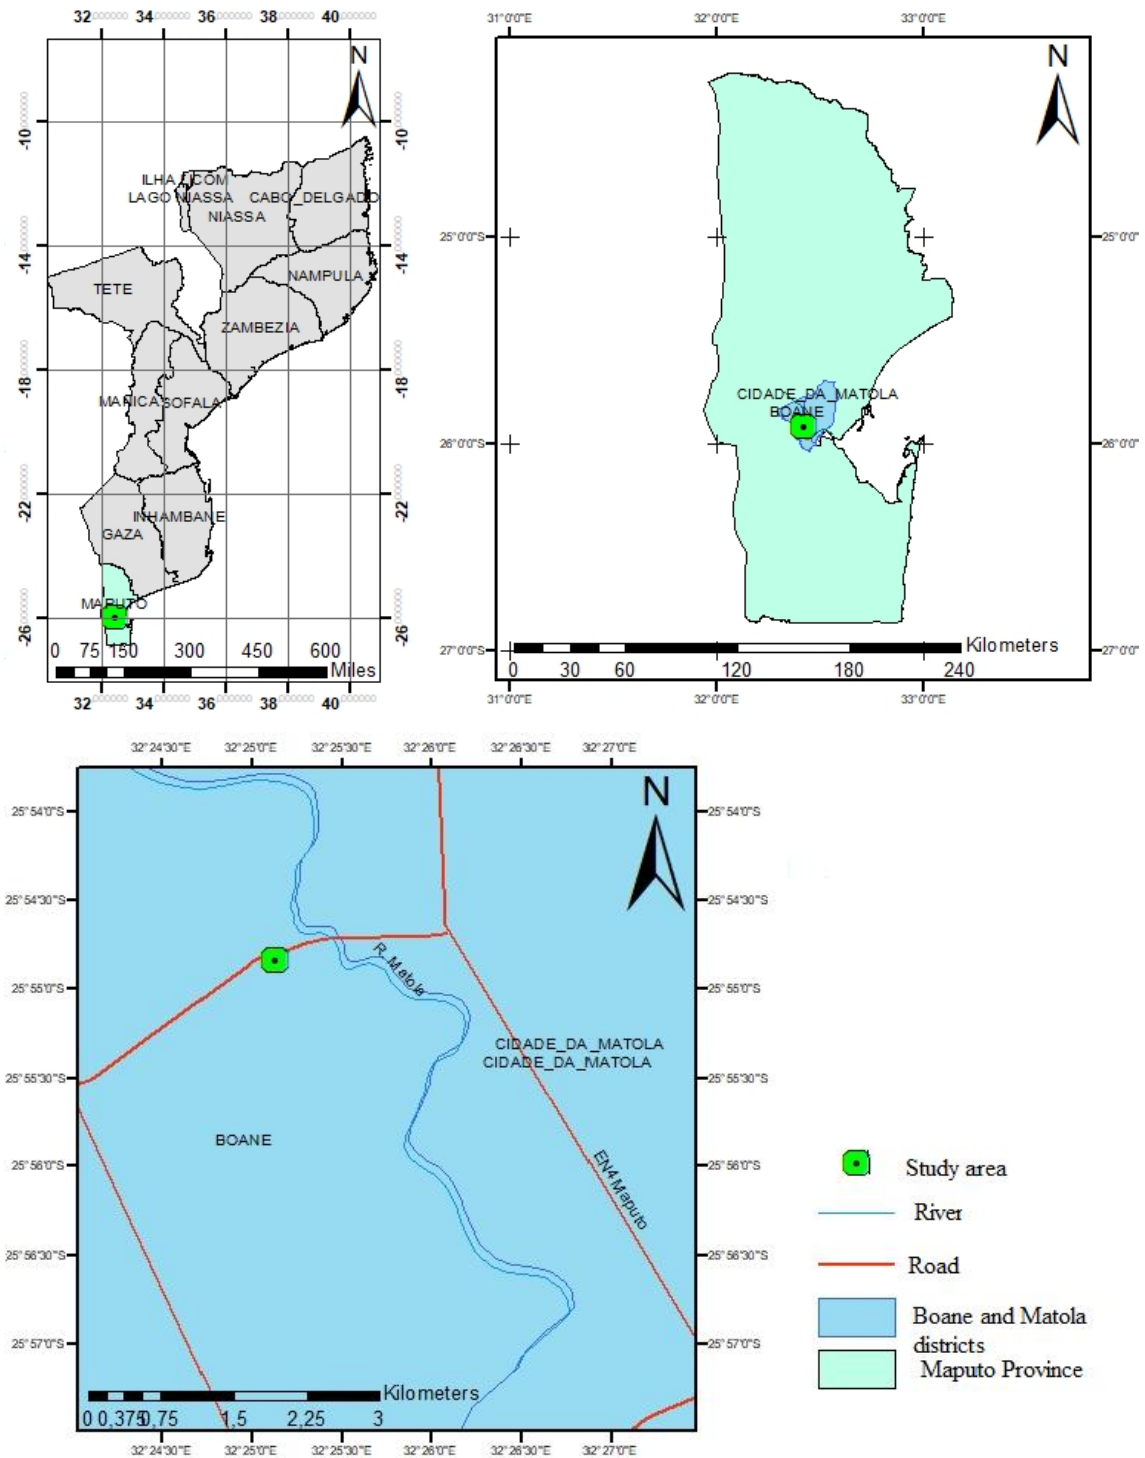 32 34 36 38 40
N
-10 -10
ILHA LICOM
LAGO NIASSA CABO_DELGADO
NIASSA
-14 -14
NAMPULA
TETE
ZAMBEZIA
-18 -18
MANICA SOFALA
-22 -22
INHAMBANE
GAZA
MAPUTO
-26 -26
0 75 150 300 450 600
Miles
32 34 36 38 40
31°0'0"E 32°0'0"E 33°0'0"E
N
25°0'0"S 25°0'0"S
CIDADE_DA_MATOLA
BOANE
26°0'0"S 26°0'0"S
Kilometers
27°0'0"S 27°0'0"S
0 30 60 120 180 240
31°0'0"E 32°0'0"E 33°0'0"E
32°24'30"E 32°25'0"E 32°25'30"E 32°26'0"E 32°26'30"E 32°27'0"E
N
25°54'0"S 25°54'0"S
25°54'30"S 25°54'30"S
R. Matola
25°55'0"S 25°55'0"S
CIDADE_DA_MATOLA
CIDADE_DA_MATOLA
25°55'30"S 25°55'30"S
BOANE
25°56'0"S 25°56'0"S
EN4 Maputo
25°56'30"S 25°56'30"S
25°57'0"S 25°57'0"S
Kilometers
0 0,375 0,75 1,5 2,25 3
32°24'30"E 32°25'0"E 32°25'30"E 32°26'0"E 32°26'30"E 32°27'0"E
Study area
River
Road
Boane and Matola
districts
Maputo Province